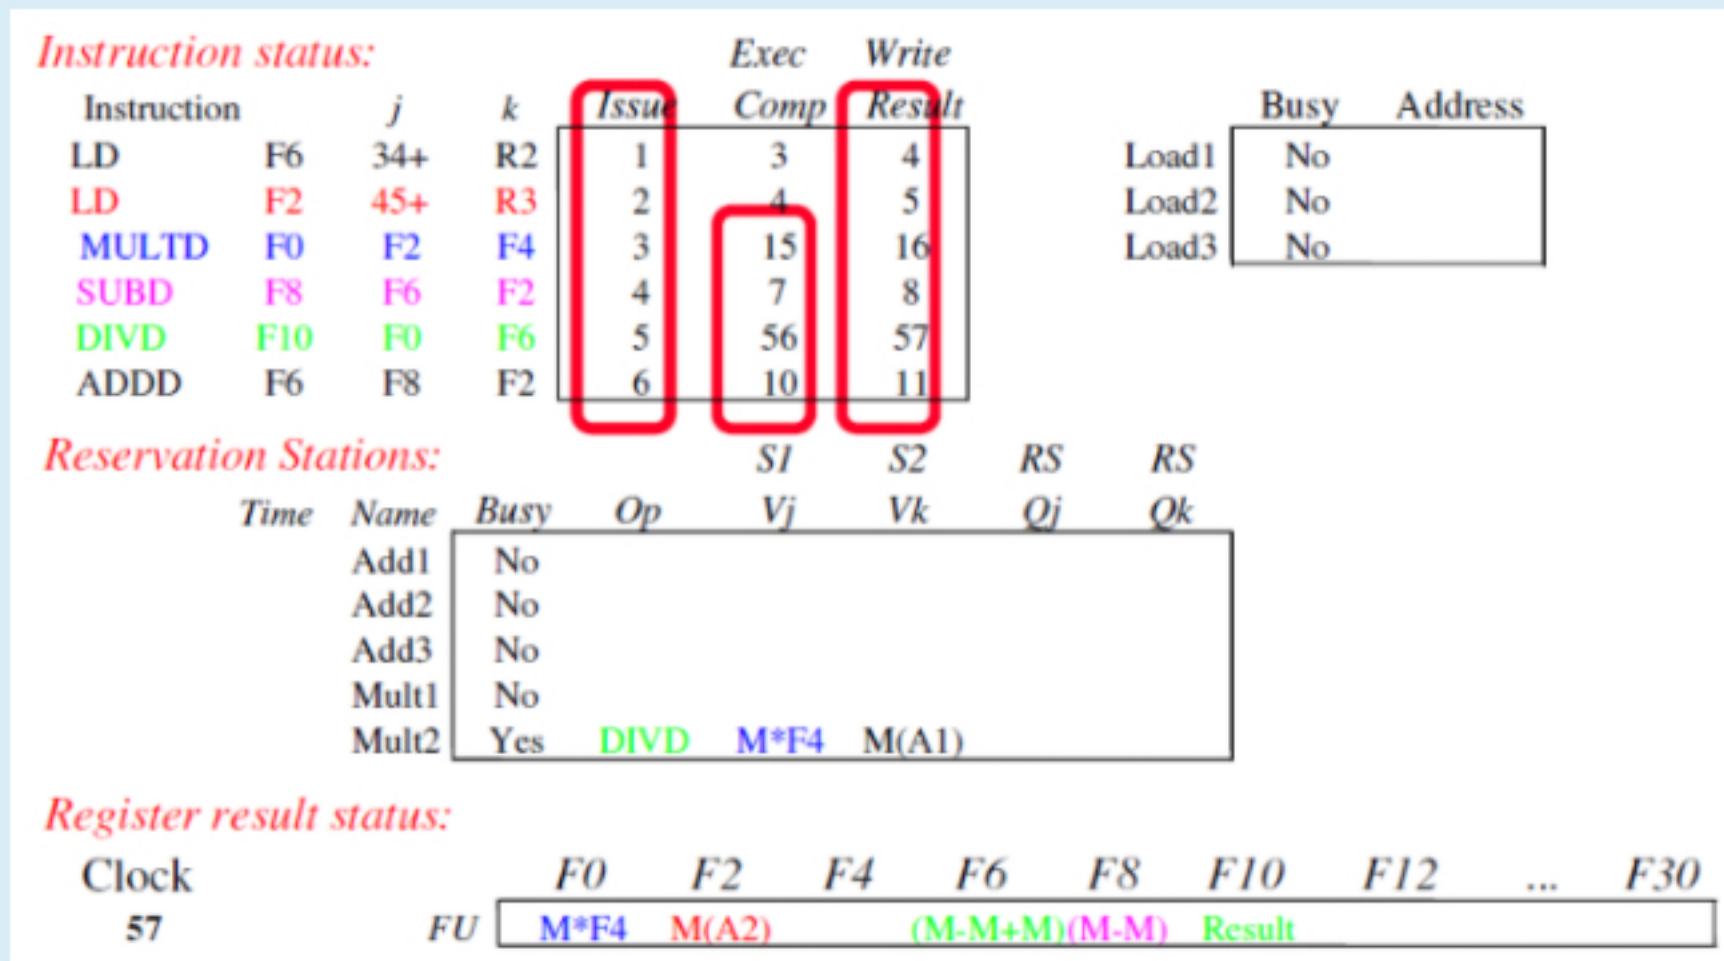 Instruction status: Exec Write
Instruction j k Issue Comp Result Busy Address
LD F6 34+ R2 1 3 4 Load1 No
LD F2 45+ R3 2 4 5 Load2 No
MULTD F0 F2 F4 3 15 16 Load3 No
SUBD F8 F6 F2 4 7 8
DIVD F10 F0 F6 5 56 57
ADDD F6 F8 F2 6 10 11
Reservation Stations: S1 S2 RS RS
Time Name Busy Op Vj Vk Qj Qk
Add1 No
Add2 No
Add3 No
Mult1 No
Mult2 Yes DIVD M*F4 M(A1)
Register result status:
Clock F0 F2 F4 F6 F8 F10 F12 ... F30
57 FU M*F4 M(A2) (M-M+M) (M-M) Result